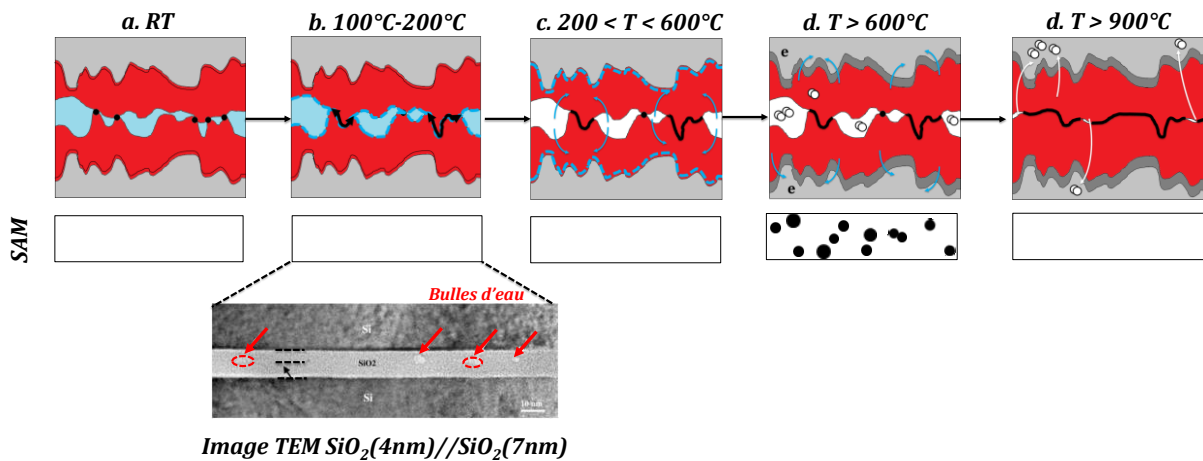 a. RT
b. 100°C-200°C
c. 200 < T < 600°C
d. T > 600°C
d. T > 900°C
e
e
SAM
Bulles d'eau
Si
SiO2
Si
10 nm
Image TEM SiO₂(4nm)//SiO₂(7nm)